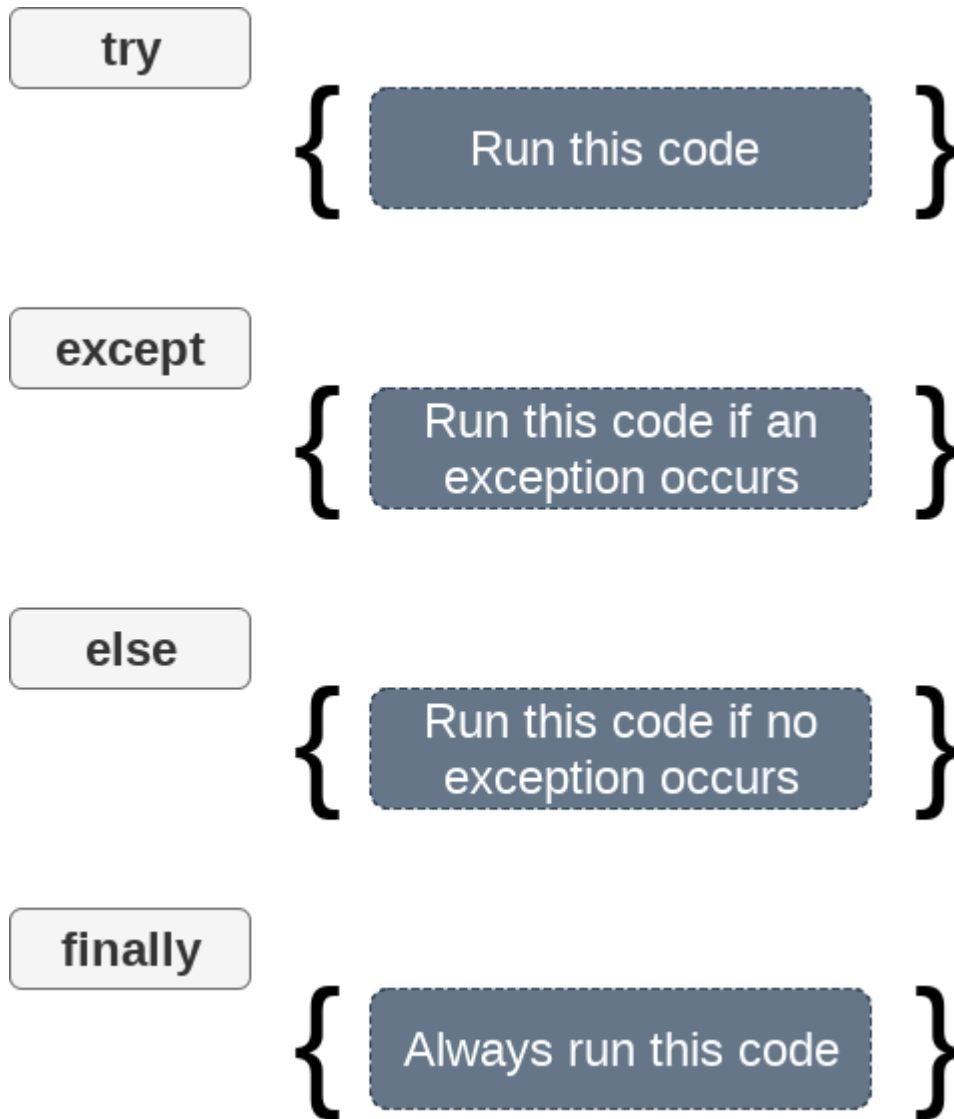 try
{ Run this code }
except
{ Run this code if an
exception occurs }
else
{ Run this code if no
exception occurs }
finally
{ Always run this code }